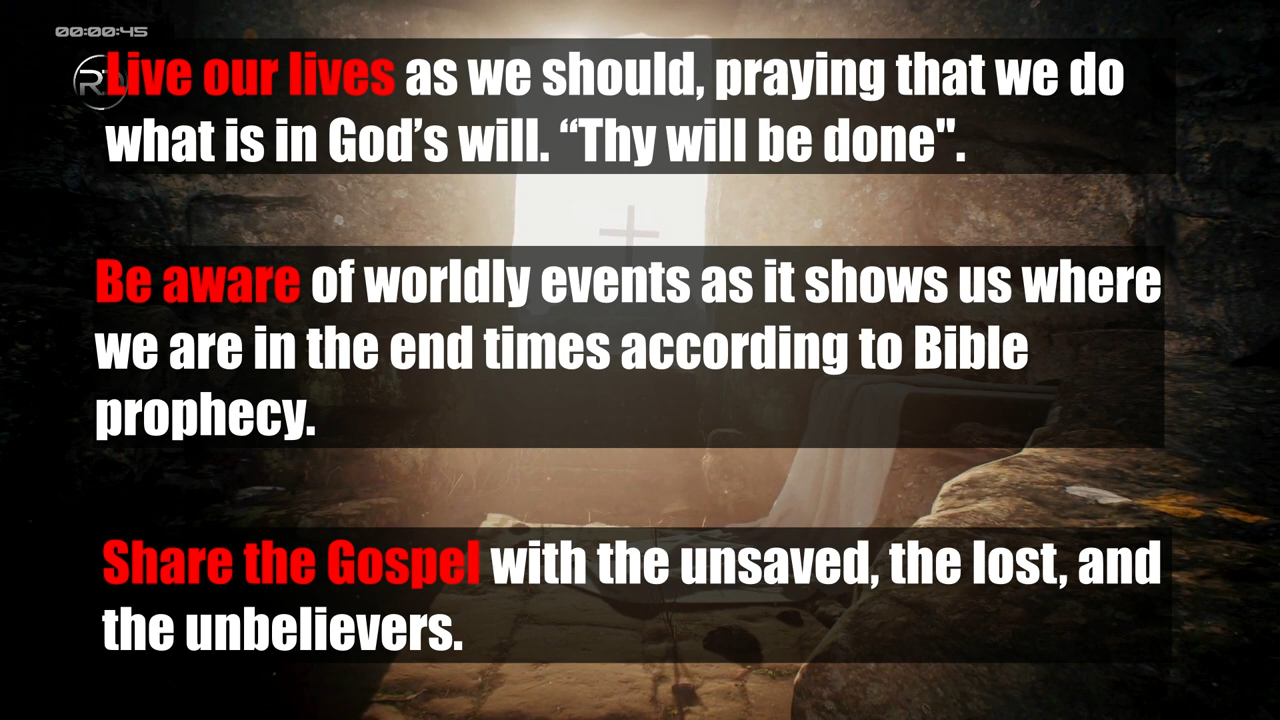 00:00:45
Live our lives as we should, praying that we do
what is in God’s will. “Thy will be done".
Be aware of worldly events as it shows us where
we are in the end times according to Bible
prophecy.
Share the Gospel with the unsaved, the lost, and
the unbelievers.